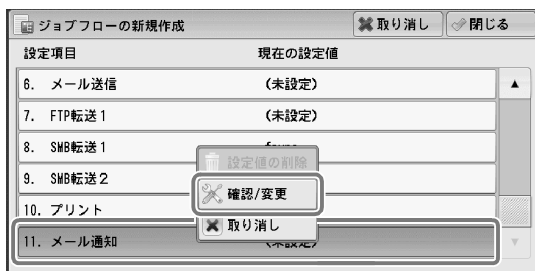 ジョブフローの新規作成
取り消し
閉じる
設定項目 現在の設定値
6. メール送信 (未設定)
7. FTP転送1 (未設定)
8. SMB転送1
設定値の削除
9. SMB転送2
確認/変更
10. プリント
取り消し
11. メール通知 (未設定)